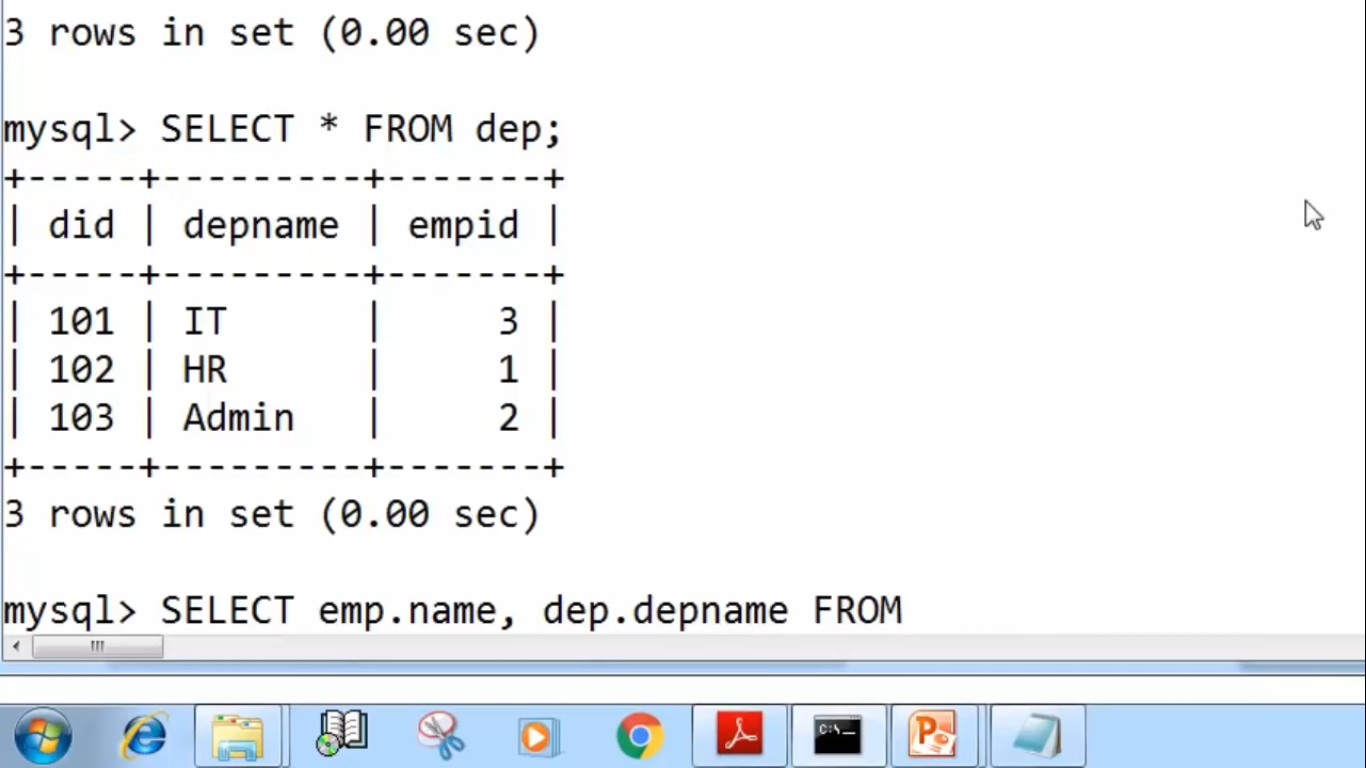 3 rows in set (0.00 sec)
mysql> SELECT * FROM dep;
+-----+---------+-------+
| did | depname | empid |
+-----+---------+-------+
| 101 | IT      |     3 |
| 102 | HR      |     1 |
| 103 | Admin   |     2 |
+-----+---------+-------+
3 rows in set (0.00 sec)
mysql> SELECT emp.name, dep.depname FROM
C:\_